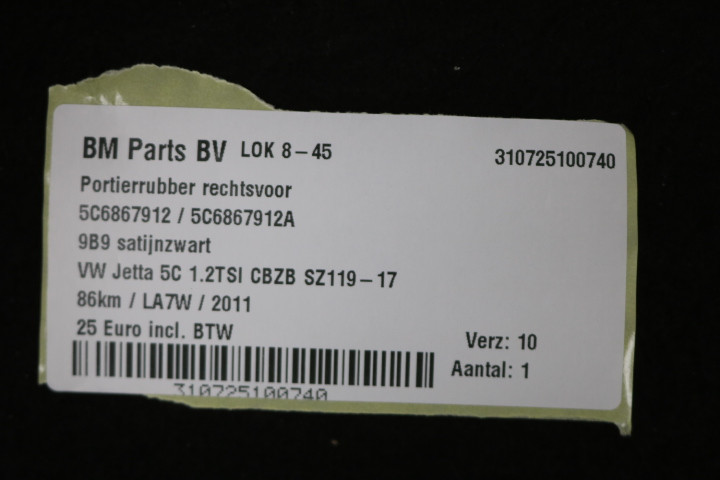 BM Parts BV LOK 8-45 310725100740
Portierrubber rechtsvoor
5C6867912 / 5C6867912A
9B9 satijnzwart
VW Jetta 5C 1.2TSI CBZB SZ119-17
86km / LA7W / 2011
25 Euro incl. BTW
Verz: 10
Aantal: 1
310725100740